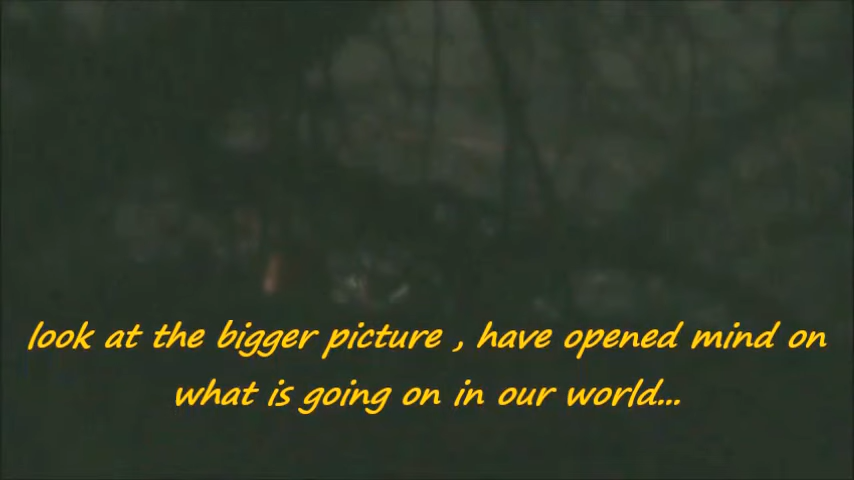 look at the bigger picture , have opened mind on
what is going on in our world...